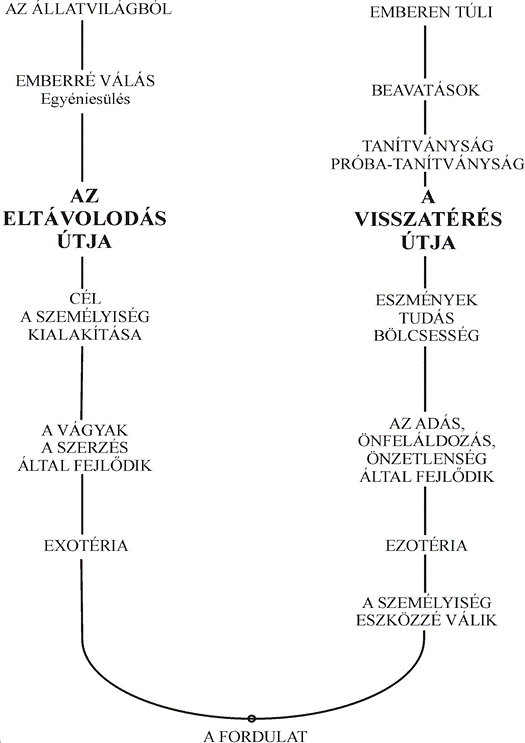 AZ ÁLLATVILÁGBÓL
EMBERRÉ VÁLÁS
Egyéniesülés
AZ
ELTÁVOLODÁS
ÚTJA
CÉL
A SZEMÉLYISÉG
KIALAKÍTÁSA
A VÁGYAK
A SZERZÉS
ÁLTAL FEJLŐDIK
EXOTÉRIA
EMBEREN TÚLI
BEAVATÁSOK
TANÍTVÁNYSÁG
PRÓBA-TANÍTVÁNYSÁG
A
VISSZATÉRÉS
ÚTJA
ESZMÉNYEK
TUDÁS
BÖLCSESSÉG
AZ ADÁS,
ÖNFELÁLDOZÁS,
ÖNZETLENSÉG
ÁLTAL FEJLŐDIK
EZOTÉRIA
A SZEMÉLYISÉG
ESZKÖZZÉ VÁLIK
A FORDULAT